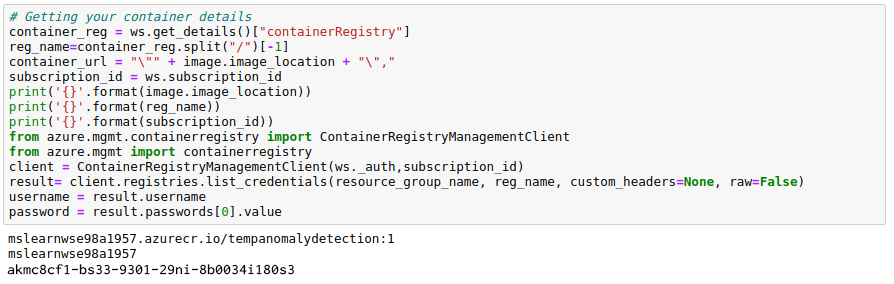 # Getting your container details
container_reg = ws.get_details()["containerRegistry"]
reg_name=container_reg.split("/")[-1]
container_url = "\"" + image.image_location + "\","
subscription_id = ws.subscription_id
print('{}'.format(image.image_location))
print('{}'.format(reg_name))
print('{}'.format(subscription_id))
from azure.mgmt.containerregistry import ContainerRegistryManagementClient
from azure.mgmt import containerregistry
client = ContainerRegistryManagementClient(ws._auth,subscription_id)
result= client.registries.list_credentials(resource_group_name, reg_name, custom_headers=None, raw=False)
username = result.username
password = result.passwords[0].value
mslearnwse98a1957.azurecr.io/tempanomalydetection:1
mslearnwse98a1957
akmc8cf1-bs33-9301-29ni-8b0034i180s3